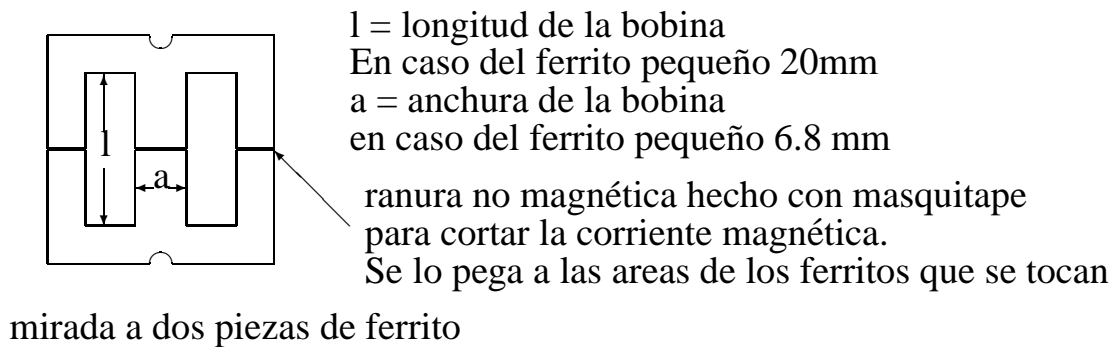 l = longitud de la bobina
En caso del ferrito pequeño 20mm
a = anchura de la bobina
en caso del ferrito pequeño 6.8 mm
l
a
ranura no magnética hecho con masquitape
para cortar la corriente magnética.
Se lo pega a las areas de los ferritos que se tocan
mirada a dos piezas de ferrito